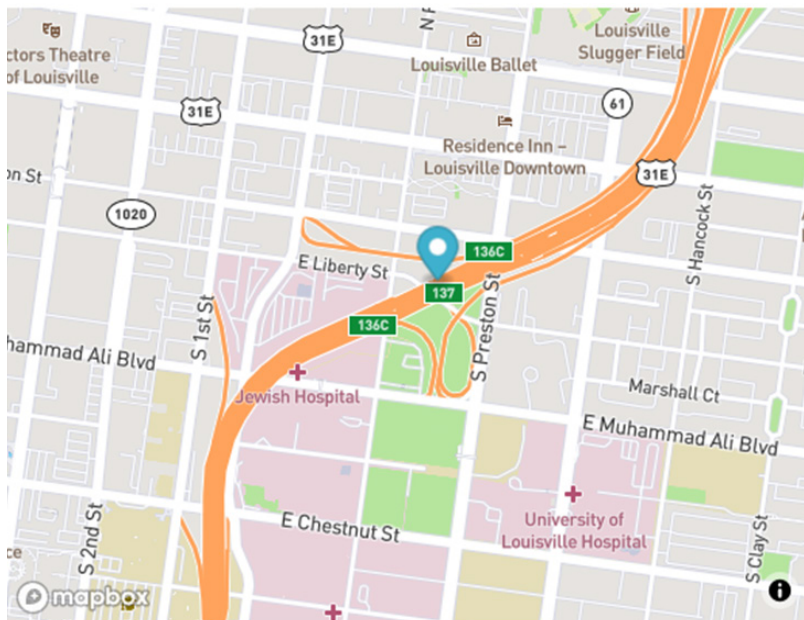 31E
N P
Louisville
Slugger Field
ctors Theatre
of Louisville
Louisville Ballet
31E
61
Residence Inn –
Louisville Downtown
31E
on St
1020
S Hancock St
136C
E Liberty St
137
136C
S 1st St
S Preston St
uhammad Ali Blvd
Jewish Hospital
Marshall Ct
E Muhammad Ali Blvd
E Chestnut St
University of
Louisville Hospital
S 2nd St
S Clay St
ce
mapbox
i